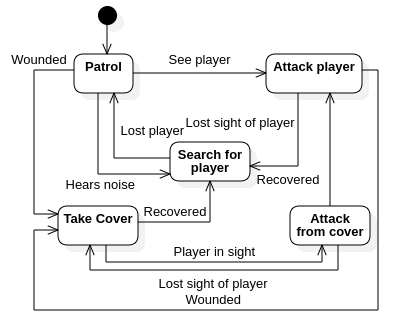 See player
Wounded
Patrol
Attack player
Lost player
Lost sight of player
Search for
player
Hears noise
Recovered
Recovered
Take Cover
Attack
from cover
Player in sight
Lost sight of player
Wounded